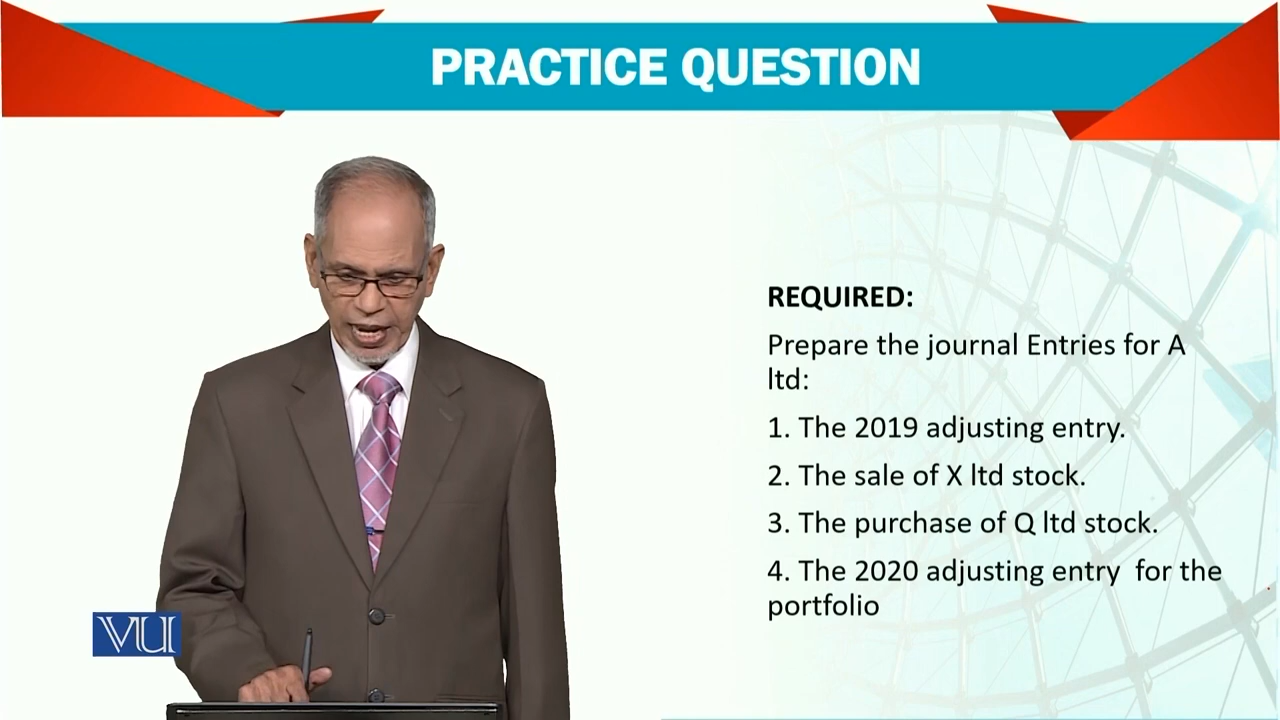 PRACTICE QUESTION
REQUIRED:
Prepare the journal Entries for A
ltd:
1. The 2019 adjusting entry.
2. The sale of X ltd stock.
3. The purchase of Q ltd stock.
4. The 2020 adjusting entry for the
portfolio
VU